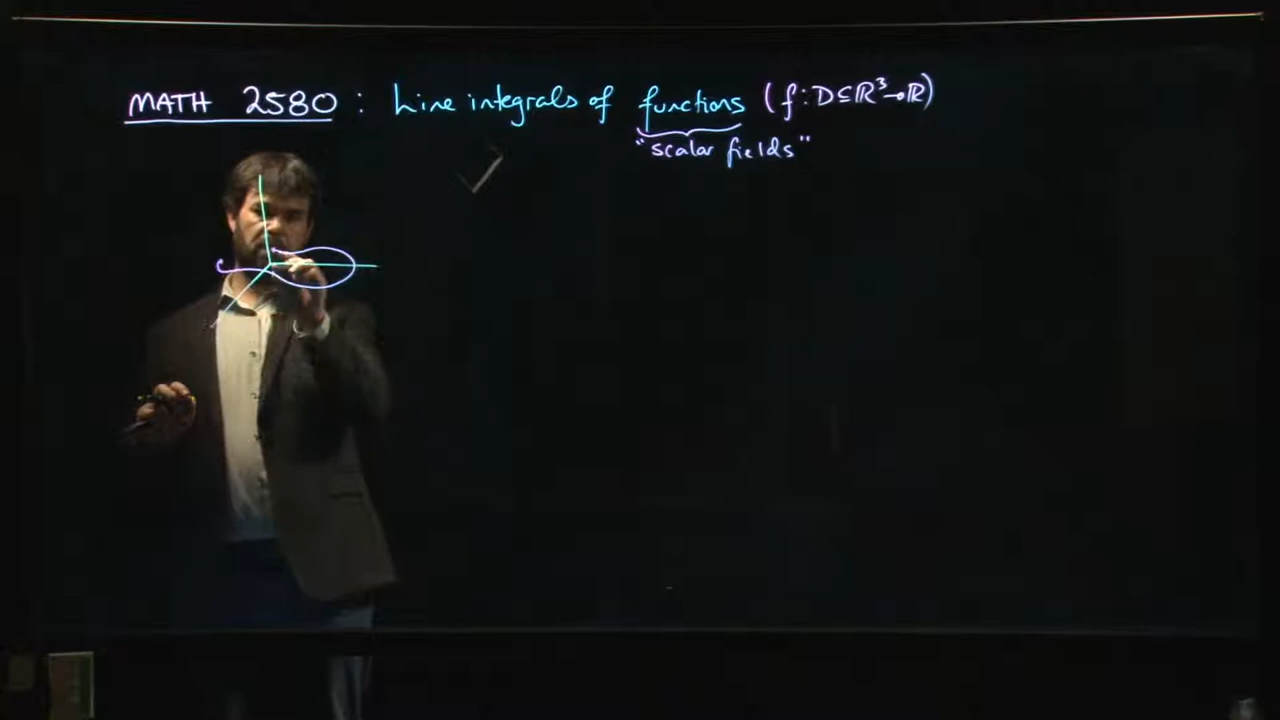 MATH 2580 : Line integrals of functions (f: D⊆ℝ³→ℝ)
"scalar fields"